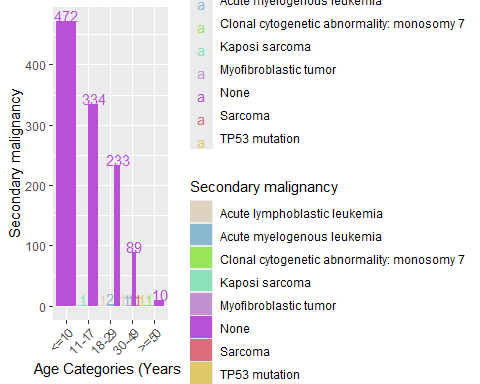 Acute myelogenous leukemia
a Clonal cytogenetic abnormality: monosomy 7
a Kaposi sarcoma
a Myofibroblastic tumor
a None
a Sarcoma
a TP53 mutation
Secondary malignancy
Acute lymphoblastic leukemia
Acute myelogenous leukemia
Clonal cytogenetic abnormality: monosomy 7
Kaposi sarcoma
Myofibroblastic tumor
None
Sarcoma
TP53 mutation
Secondary malignancy
400
300
200
100
0
472
334
233
89
10
1
1
2
1
1
1
<=10
11-17
18-29
30-49
>=50
Age Categories (Years